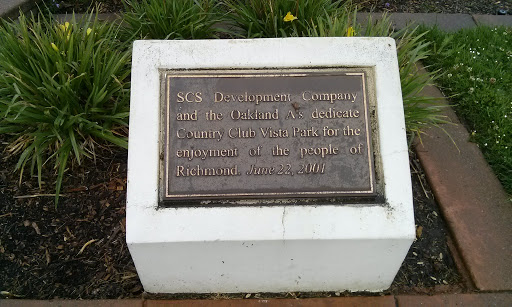 SCS Development Company
and the Oakland A's dedicate
Country Club Vista Park for the
enjoyment of the people of
Richmond. June 22, 2001